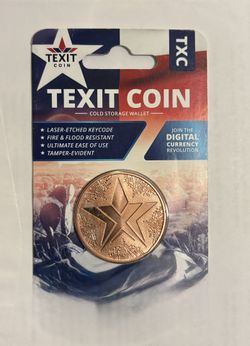 TEXIT
COIN
TXC
TEXIT COIN
COLD STORAGE WALLET
★ LASER-ETCHED KEYCODE
★ FIRE & FLOOD RESISTANT
★ ULTIMATE EASE OF USE
★ TAMPER-EVIDENT
JOIN THE
DIGITAL
CURRENCY
REVOLUTION